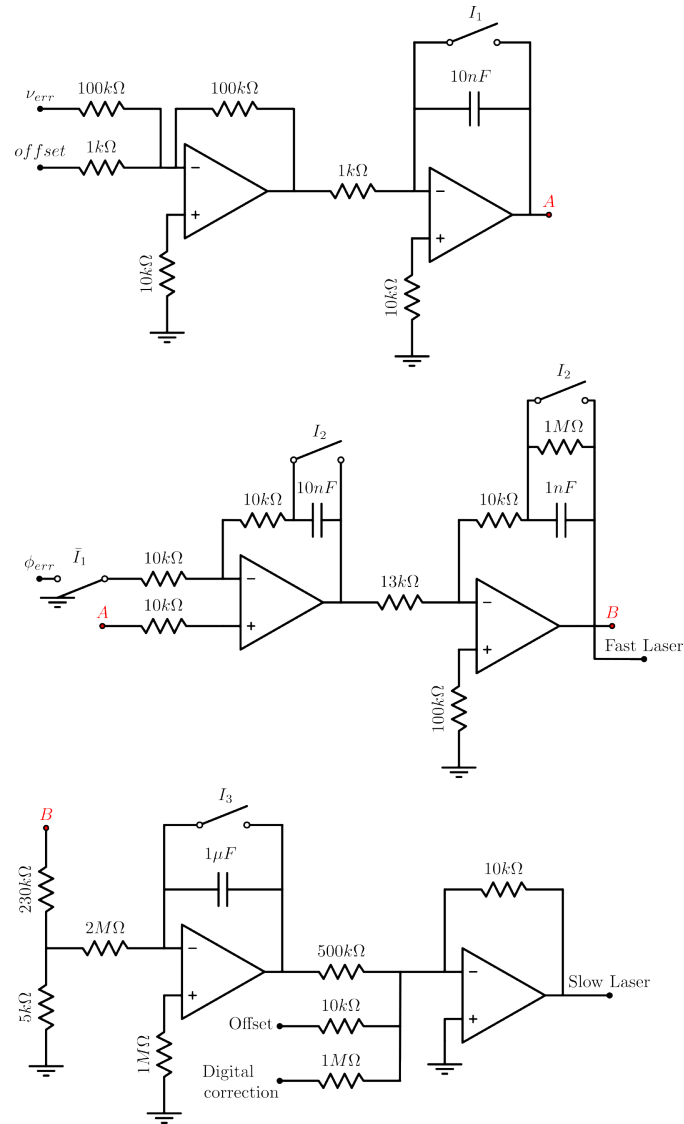 I₁
10nF
ν_err
100kΩ
100kΩ
offset
1kΩ
−
+
1kΩ
−
+
A
10kΩ
10kΩ
I₂
1MΩ
I₂
10kΩ
10nF
10kΩ
1nF
ϕ_err
Ī₁
10kΩ
−
13kΩ
−
A
10kΩ
+
B
+
Fast Laser
100kΩ
I₃
B
1μF
10kΩ
230kΩ
2MΩ
−
+
500kΩ
−
+
Slow Laser
5kΩ
1MΩ
Offset
10kΩ
Digital
correction
1MΩ